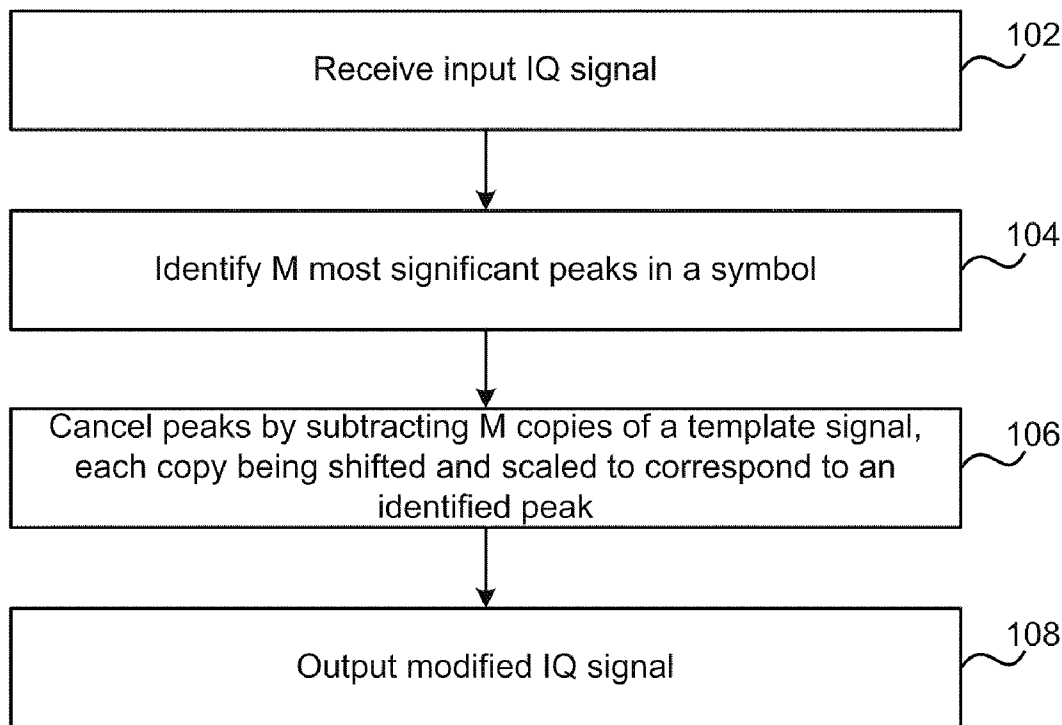 102
Receive input IQ signal
104
Identify M most significant peaks in a symbol
Cancel peaks by subtracting M copies of a template signal,
each copy being shifted and scaled to correspond to an
identified peak
106
108
Output modified IQ signal